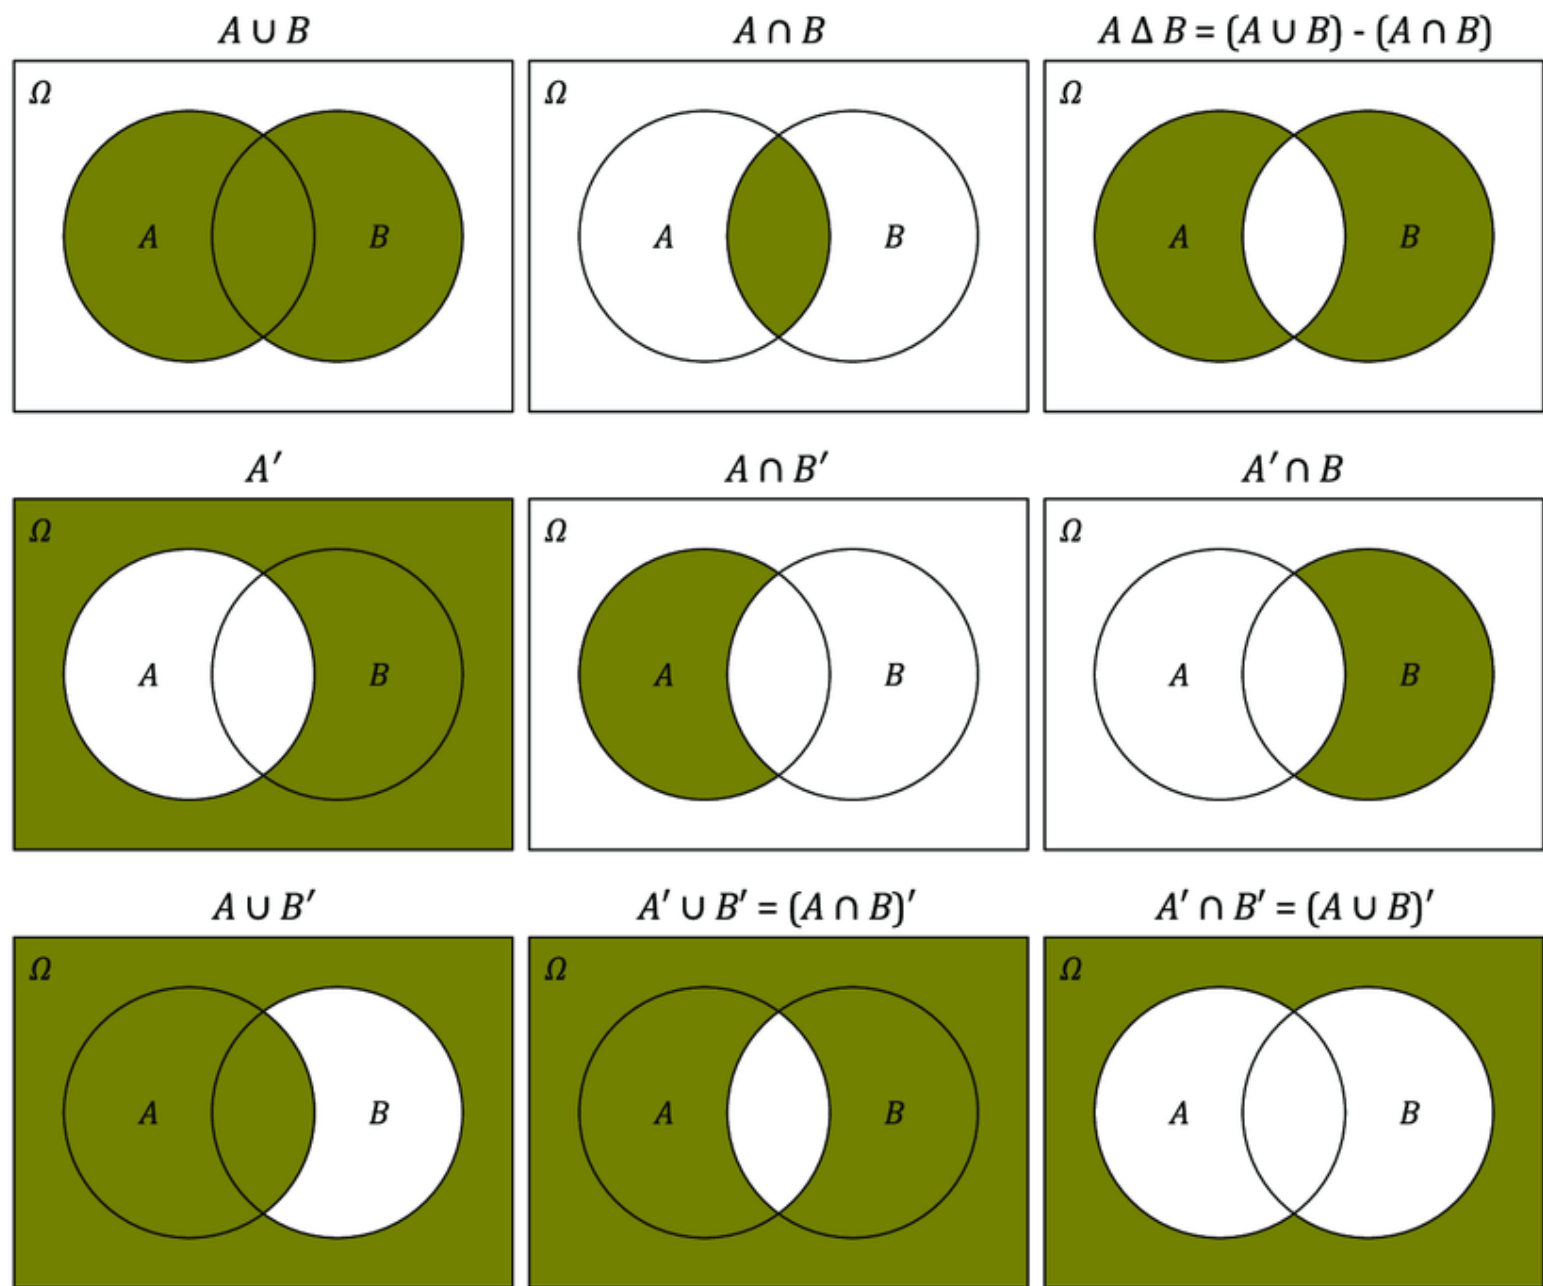 A ∪ B
A ∩ B
A Δ B = (A ∪ B) - (A ∩ B)
Ω
A
B
Ω
A
B
Ω
A
B
A′
A ∩ B′
A′ ∩ B
Ω
A
B
Ω
A
B
Ω
A
B
A ∪ B′
A′ ∪ B′ = (A ∩ B)′
A′ ∩ B′ = (A ∪ B)′
Ω
A
B
Ω
A
B
Ω
A
B